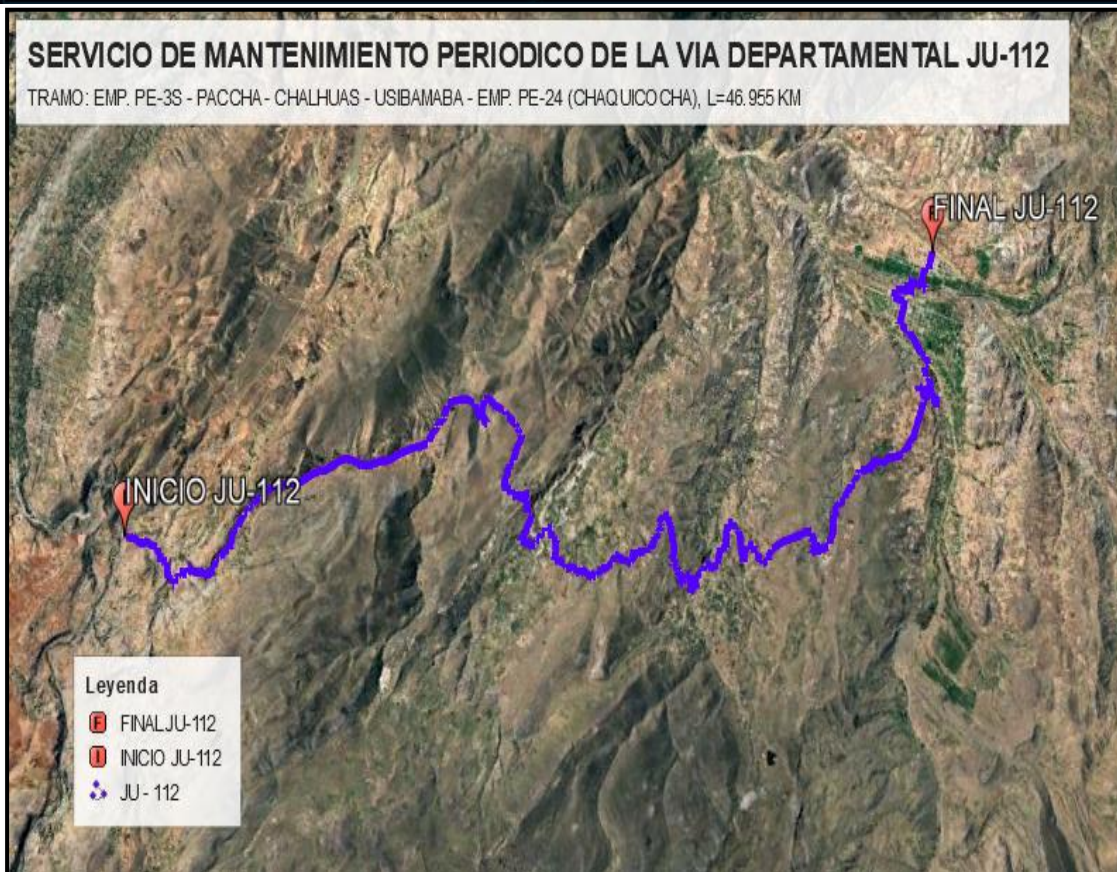 SERVICIO DE MANTENIMIENTO PERIODICO DE LA VIA DEPARTAMENTAL JU-112
TRAMO: EMP. PE-3S - PACCHA - CHALHUAS - USIBAMABA - EMP. PE-24 (CHAQUICOCHA), L=46.955 KM
FINAL JU-112
INICIO JU-112
Leyenda
F FINAL JU-112
I INICIO JU-112
JU - 112